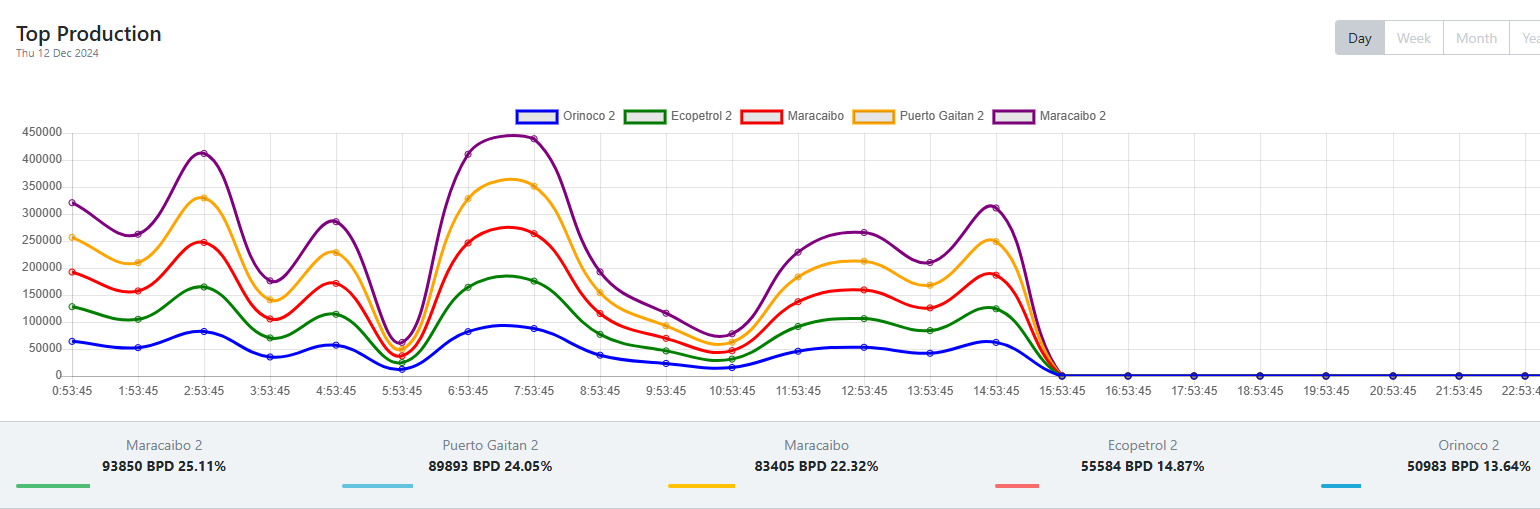 Top Production
Thu 12 Dec 2024
Day Week Month
Orinoco 2 Ecopetrol 2 Maracaibo Puerto Gaitan 2 Maracaibo 2
450000
400000
350000
300000
250000
200000
150000
100000
50000
0
0:53:45 1:53:45 2:53:45 3:53:45 4:53:45 5:53:45 6:53:45 7:53:45 8:53:45 9:53:45 10:53:45 11:53:45 12:53:45 13:53:45 14:53:45 15:53:45 16:53:45 17:53:45 18:53:45 19:53:45 20:53:45 21:53:45 22:53:4
Maracaibo 2 Puerto Gaitan 2 Maracaibo Ecopetrol 2 Orinoco 2
93850 BPD 25.11% 89893 BPD 24.05% 83405 BPD 22.32% 55584 BPD 14.87% 50983 BPD 13.64%